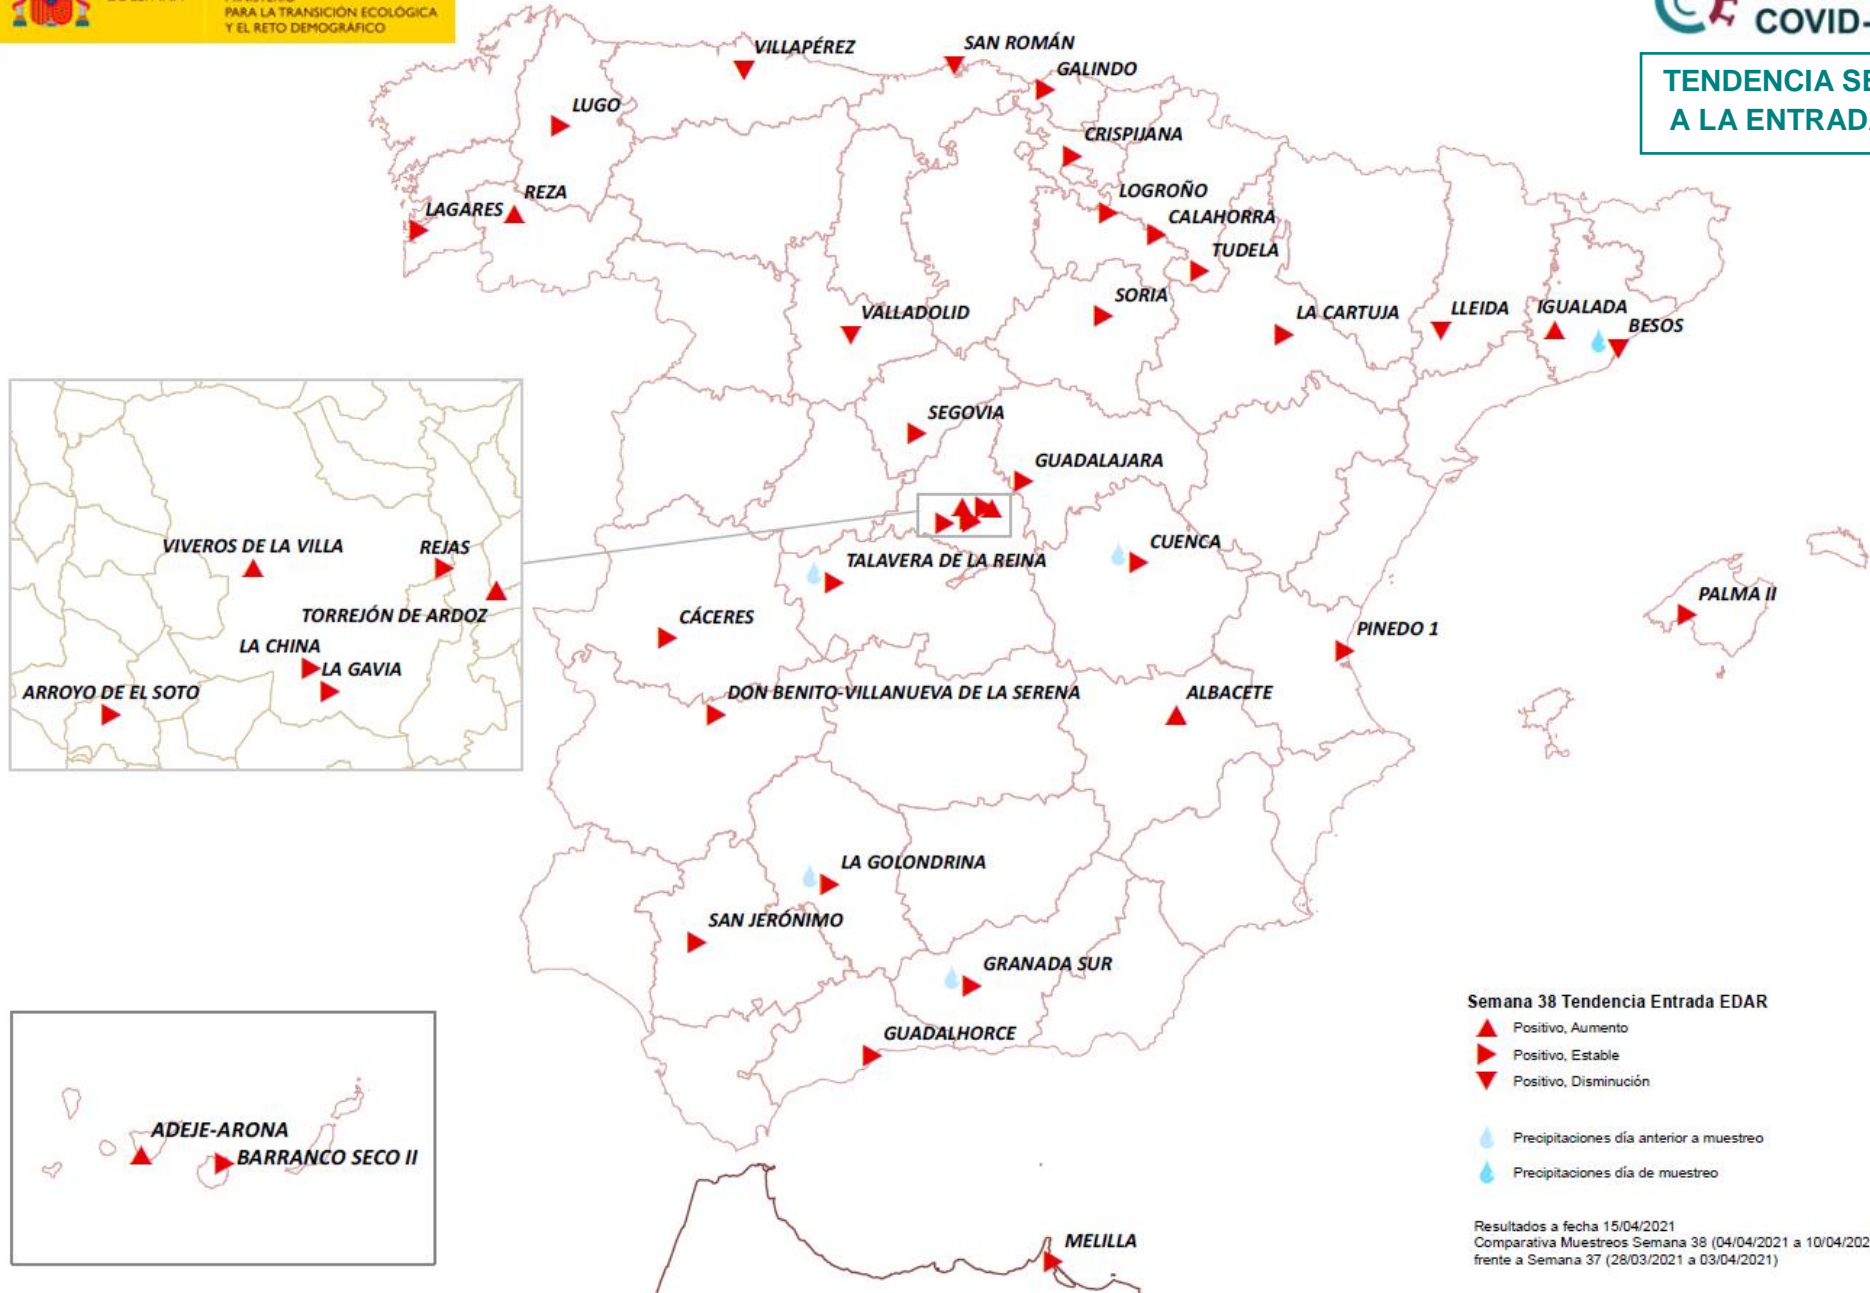 PARA LA TRANSICIÓN ECOLÓGICA
Y EL RETO DEMOGRÁFICO
COVID-
TENDENCIA SE
A LA ENTRADA
VILLAPÉREZ
SAN ROMÁN
GALINDO
LUGO
CRISPIJANA
REZA
LAGARES
LOGROÑO
CALAHORRA
TUDELA
SORIA
VALLADOLID
LA CARTUJA
LLEIDA
IGUALADA
BESOS
SEGOVIA
GUADALAJARA
CUENCA
TALAVERA DE LA REINA
CÁCERES
PALMA II
PINEDO 1
DON BENITO-VILLANUEVA DE LA SERENA
ALBACETE
VIVEROS DE LA VILLA
REJAS
TORREJÓN DE ARDOZ
LA CHINA
LA GAVIA
ARROYO DE EL SOTO
LA GOLONDRINA
SAN JERÓNIMO
GRANADA SUR
GUADALHORCE
ADEJE-ARONA
BARRANCO SECO II
MELILLA
Semana 38 Tendencia Entrada EDAR
Positivo, Aumento
Positivo, Estable
Positivo, Disminución
Precipitaciones día anterior a muestreo
Precipitaciones día de muestreo
Resultados a fecha 15/04/2021
Comparativa Muestreos Semana 38 (04/04/2021 a 10/04/202
frente a Semana 37 (28/03/2021 a 03/04/2021)